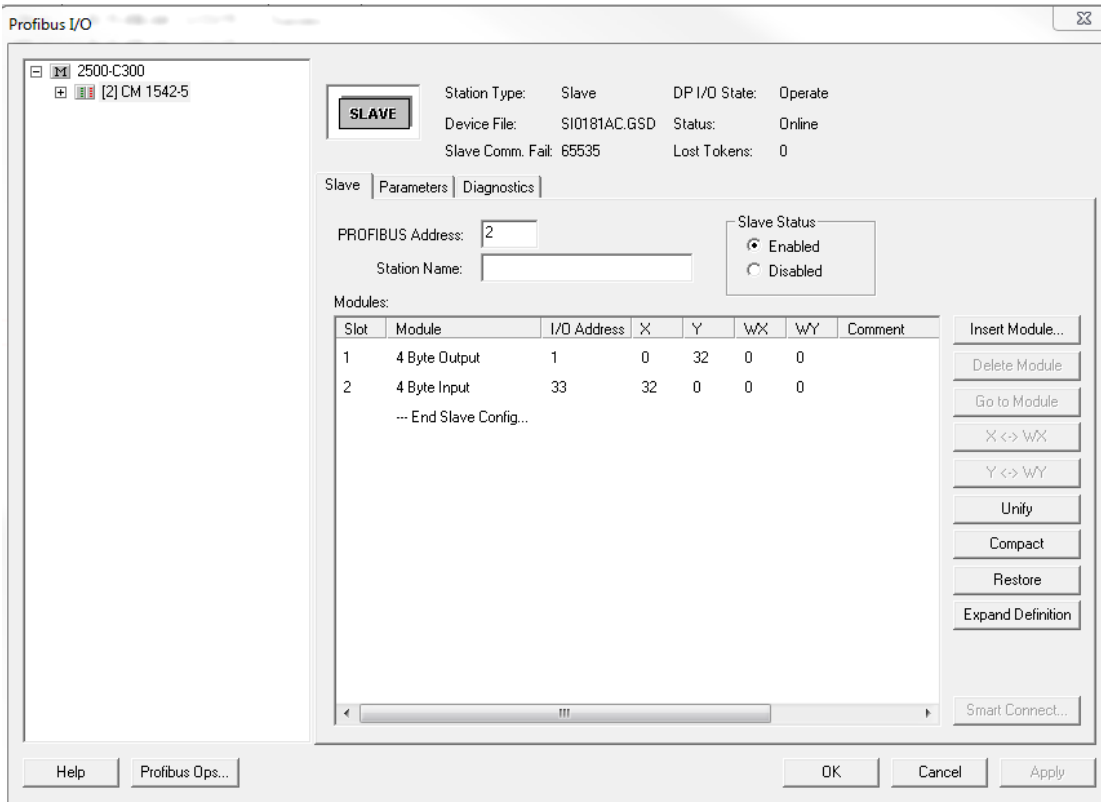 Profibus I/O
2500-C300
[2] CM 1542-5
SLAVE
Station Type: Slave DP I/O State: Operate
Device File: SI0181AC.GSD Status: Online
Slave Comm. Fail: 65535 Lost Tokens: 0
Slave Parameters Diagnostics
PROFIBUS Address: 2
Station Name:
Slave Status
Enabled
Disabled
Modules:
Slot Module I/O Address X Y WX WY Comment
1 4 Byte Output 1 0 32 0 0
2 4 Byte Input 33 32 0 0 0
--- End Slave Config...
Insert Module...
Delete Module
Go to Module
X <-> WX
Y <-> WY
Unify
Compact
Restore
Expand Definition
Smart Connect...
Help Profibus Ops... OK Cancel Apply